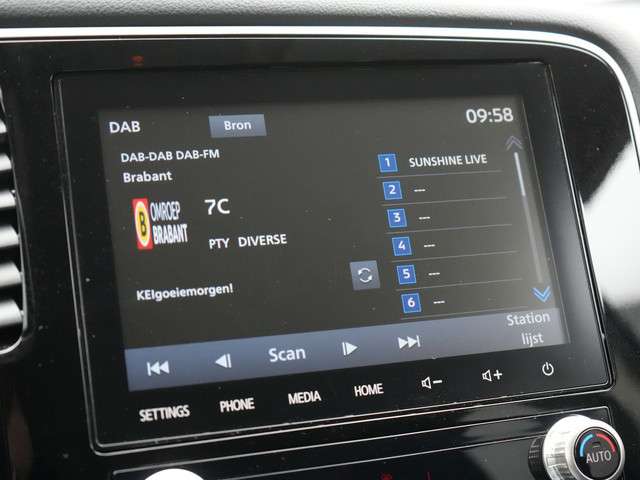 DAB
Bron
09:58
DAB-DAB DAB-FM
Brabant
B OMROEP
BRABANT
7C
PTY DIVERSE
KEIgoeiemorgen!
1 SUNSHINE LIVE
2 ---
3 ---
4 ---
5 ---
6 ---
Scan
Station
lijst
SETTINGS
PHONE
MEDIA
HOME
AUTO